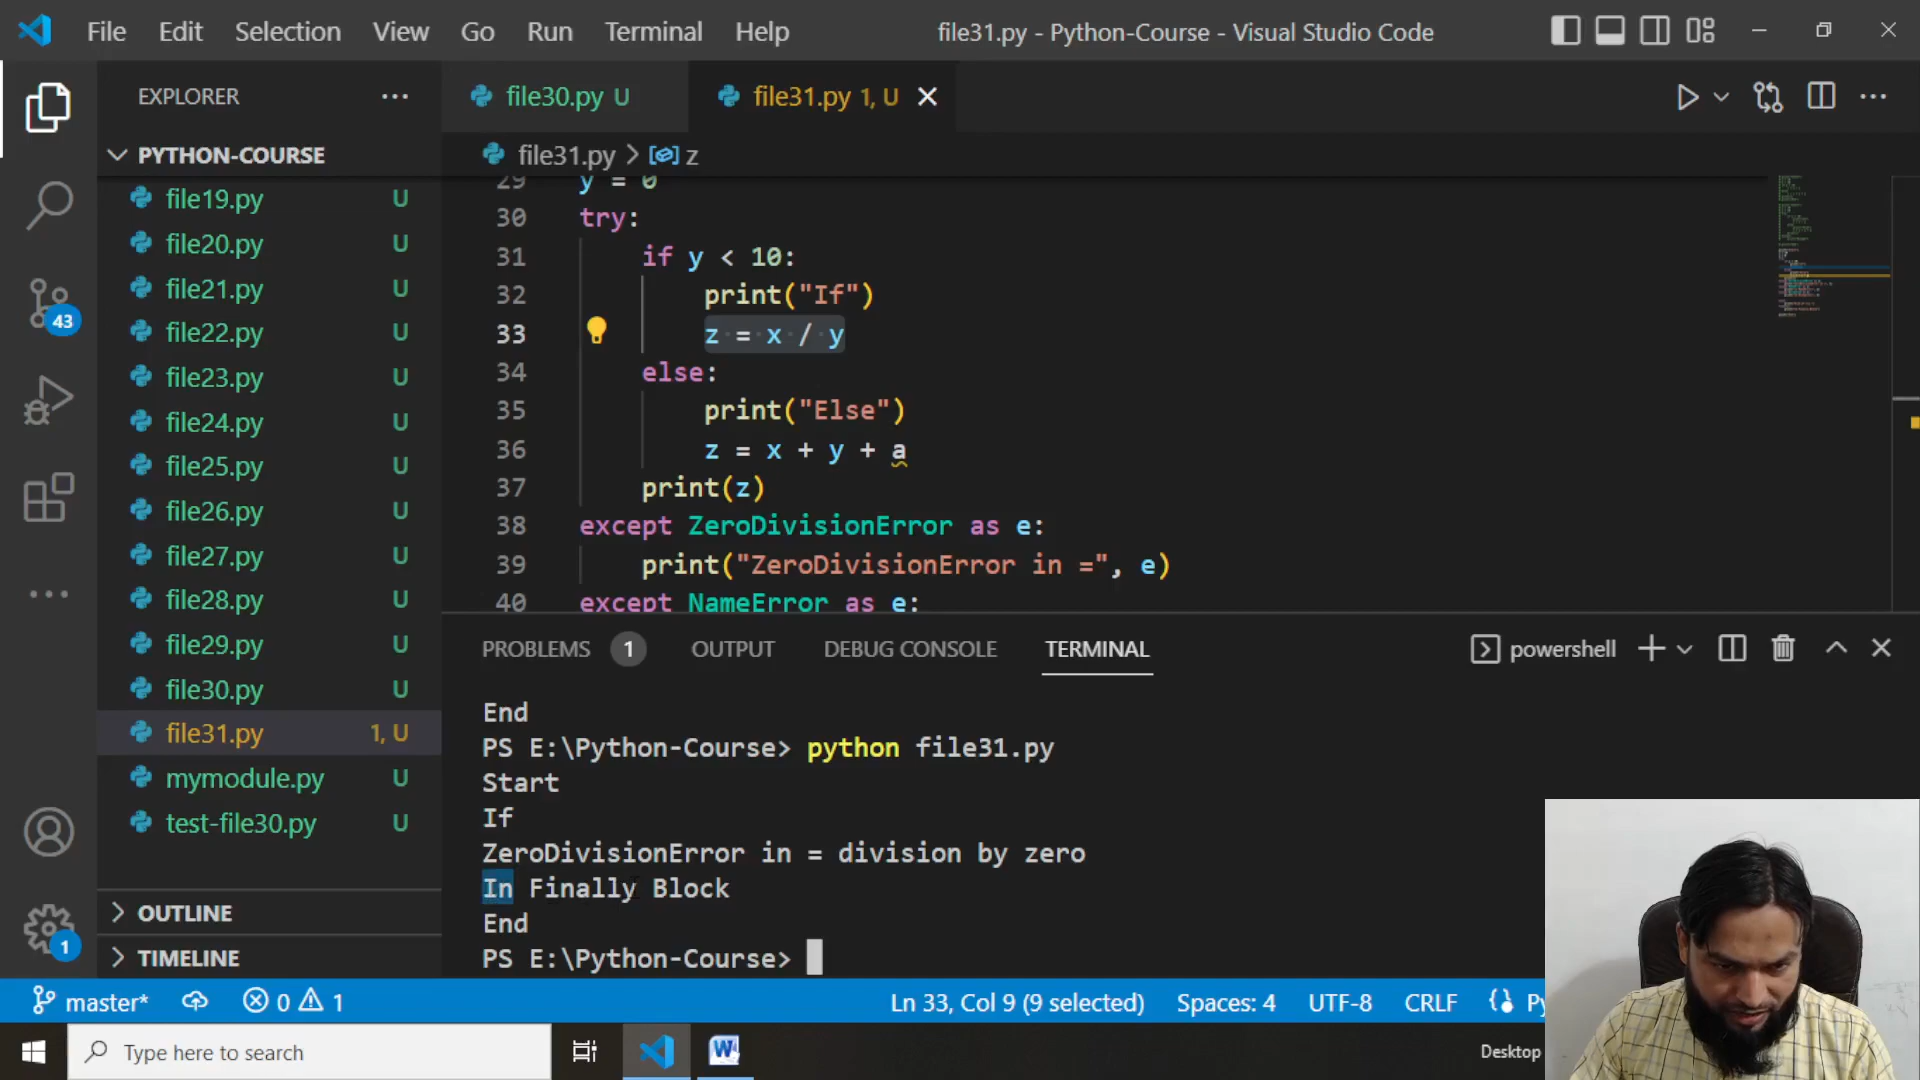 File Edit Selection View Go Run Terminal Help
file31.py - Python-Course - Visual Studio Code
EXPLORER
PYTHON-COURSE
file19.py U
file20.py U
file21.py U
file22.py U
file23.py U
file24.py U
file25.py U
file26.py U
file27.py U
file28.py U
file29.py U
file30.py U
file31.py 1, U
mymodule.py U
test-file30.py U
OUTLINE
TIMELINE
43
1
file30.py U
file31.py 1, U
file31.py > z
29 y = 0
30 try:
31 if y < 10:
32 print("If")
33 z = x / y
34 else:
35 print("Else")
36 z = x + y + a
37 print(z)
38 except ZeroDivisionError as e:
39 print("ZeroDivisionError in =", e)
40 except NameError as e:
PROBLEMS 1 OUTPUT DEBUG CONSOLE TERMINAL
powershell
End
PS E:\Python-Course> python file31.py
Start
If
ZeroDivisionError in = division by zero
In Finally Block
End
PS E:\Python-Course>
master* 0 1
Ln 33, Col 9 (9 selected) Spaces: 4 UTF-8 CRLF Py
Type here to search
W
Desktop